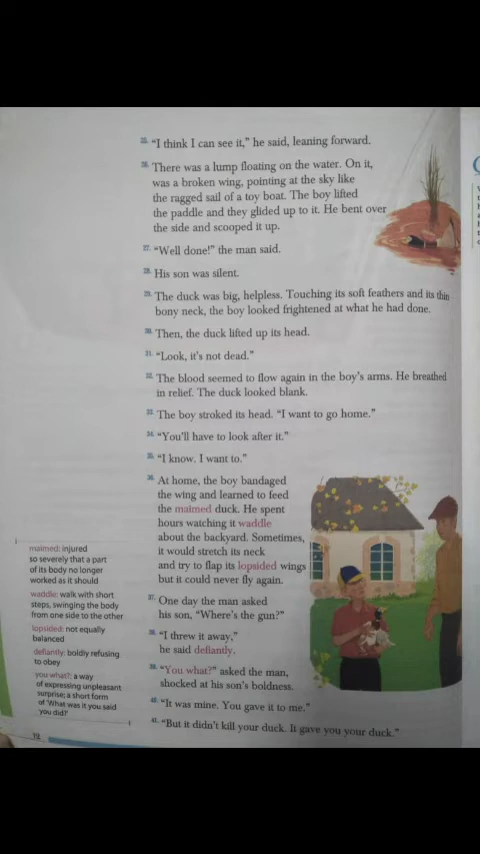 25. "I think I can see it," he said, leaning forward.
26. There was a lump floating on the water. On it,
was a broken wing, pointing at the sky like
the ragged sail of a toy boat. The boy lifted
the paddle and they glided up to it. He bent over
the side and scooped it up.
27. "Well done!" the man said.
28. His son was silent.
29. The duck was big, helpless. Touching its soft feathers and its thin
bony neck, the boy looked frightened at what he had done.
30. Then, the duck lifted up its head.
31. "Look, it's not dead."
32. The blood seemed to flow again in the boy's arms. He breathed
in relief. The duck looked blank.
33. The boy stroked its head. "I want to go home."
34. "You'll have to look after it."
35. "I know. I want to."
36. At home, the boy bandaged
the wing and learned to feed
the maimed duck. He spent
hours watching it waddle
about the backyard. Sometimes,
it would stretch its neck
and try to flap its lopsided wings
but it could never fly again.
37. One day the man asked
his son, "Where's the gun?"
38. "I threw it away,"
he said defiantly.
39. "You what?" asked the man,
shocked at his son's boldness.
40. "It was mine. You gave it to me."
41. "But it didn't kill your duck. It gave you your duck."
maimed: injured
so severely that a part
of its body no longer
worked as it should
waddle: walk with short
steps, swinging the body
from one side to the other
lopsided: not equally
balanced
defiantly: boldly refusing
to obey
you what?: a way
of expressing unpleasant
surprise; a short form
of 'What was it you said
you did?'
12